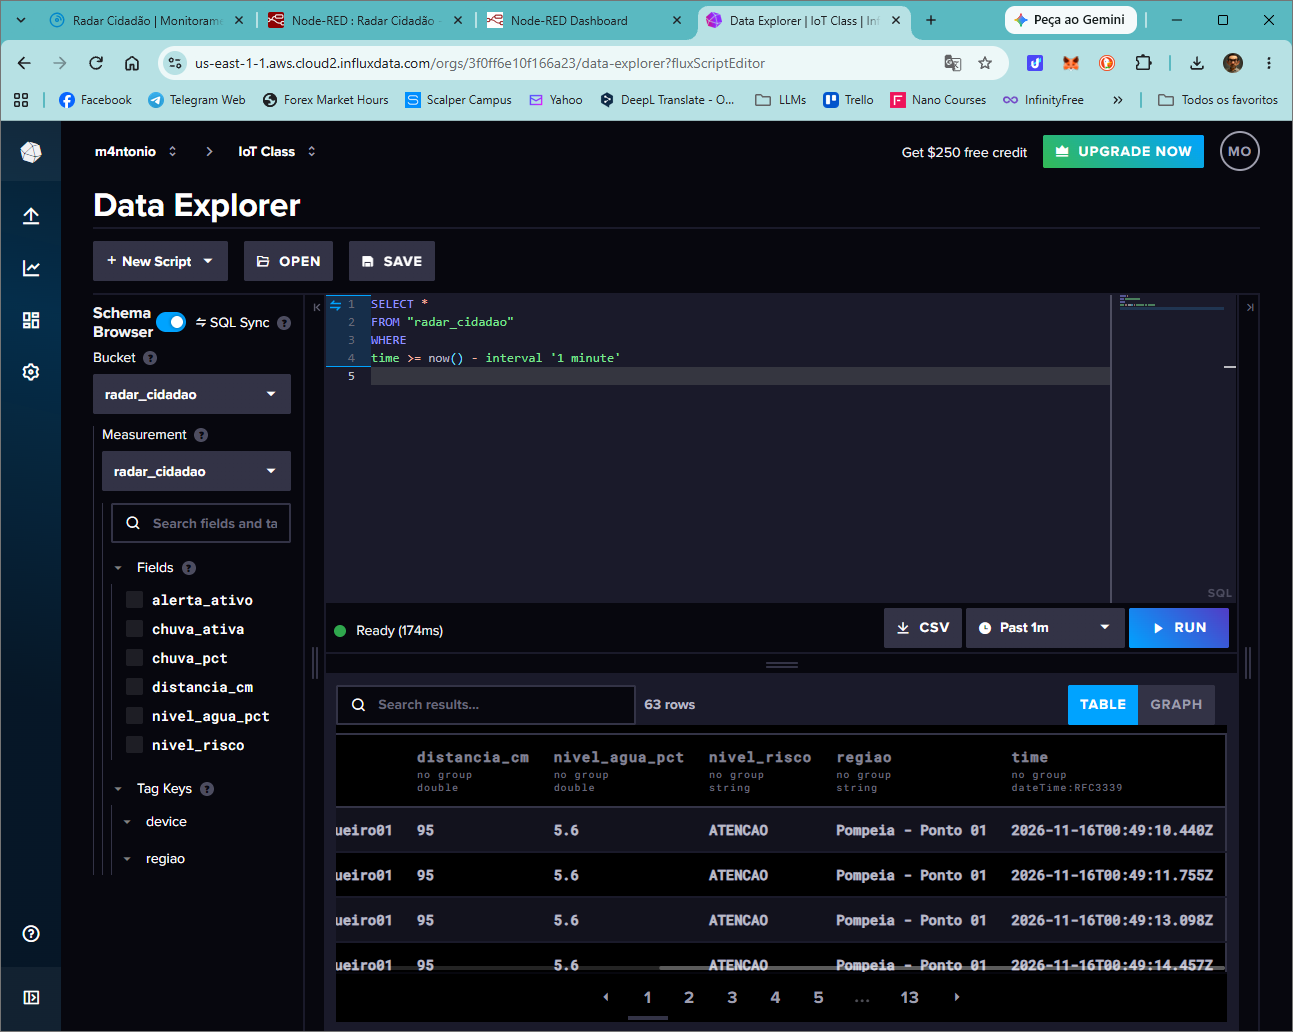 Radar Cidadão | Monitorame
Node-RED : Radar Cidadão
Node-RED Dashboard
Data Explorer | IoT Class | Inf
Peça ao Gemini
us-east-1-1.aws.cloud2.influxdata.com/orgs/3f0ff6e10f166a23/data-explorer?fluxScriptEditor
Facebook
Telegram Web
Forex Market Hours
Scalper Campus
Yahoo
DeepL Translate - O...
LLMs
Trello
Nano Courses
InfinityFree
Todos os favoritos
m4ntonio
IoT Class
Get $250 free credit
UPGRADE NOW
MO
Data Explorer
+ New Script
OPEN
SAVE
Schema Browser
SQL Sync
Bucket
radar_cidadao
Measurement
radar_cidadao
Search fields and ta
Fields
alerta_ativo
chuva_ativa
chuva_pct
distancia_cm
nivel_agua_pct
nivel_risco
Tag Keys
device
regiao
1 SELECT *
2 FROM "radar_cidadao"
3 WHERE
4 time >= now() - interval '1 minute'
5
SQL
Ready (174ms)
CSV
Past 1m
RUN
Search results...
63 rows
TABLE
GRAPH
distancia_cm nivel_agua_pct nivel_risco regiao time
no group no group no group no group no group
double double string string dateTime:RFC3339
ueiro01 95 5.6 ATENCAO Pompeia - Ponto 01 2026-11-16T00:49:10.440Z
ueiro01 95 5.6 ATENCAO Pompeia - Ponto 01 2026-11-16T00:49:11.755Z
ueiro01 95 5.6 ATENCAO Pompeia - Ponto 01 2026-11-16T00:49:13.098Z
ueiro01 95 5.6 ATENCAO Pompeia - Ponto 01 2026-11-16T00:49:14.457Z
1 2 3 4 5 ... 13